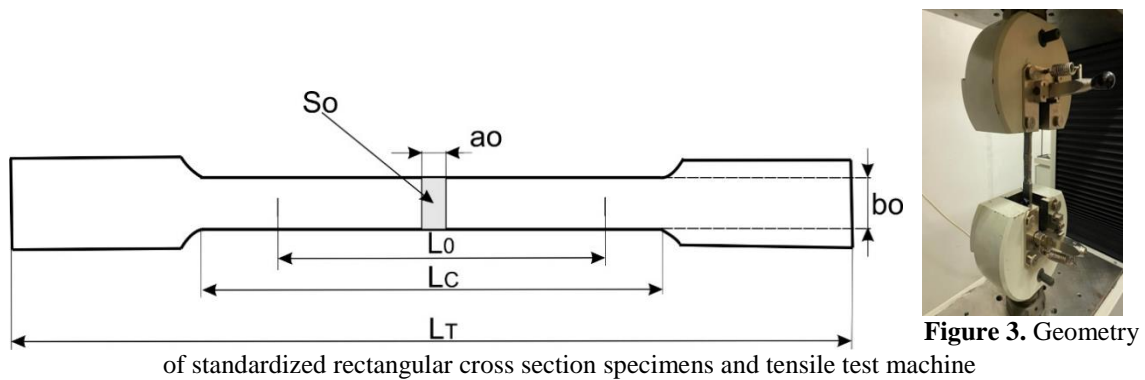 So
ao
bo
L0
Lc
LT
Figure 3. Geometry
of standardized rectangular cross section specimens and tensile test machine